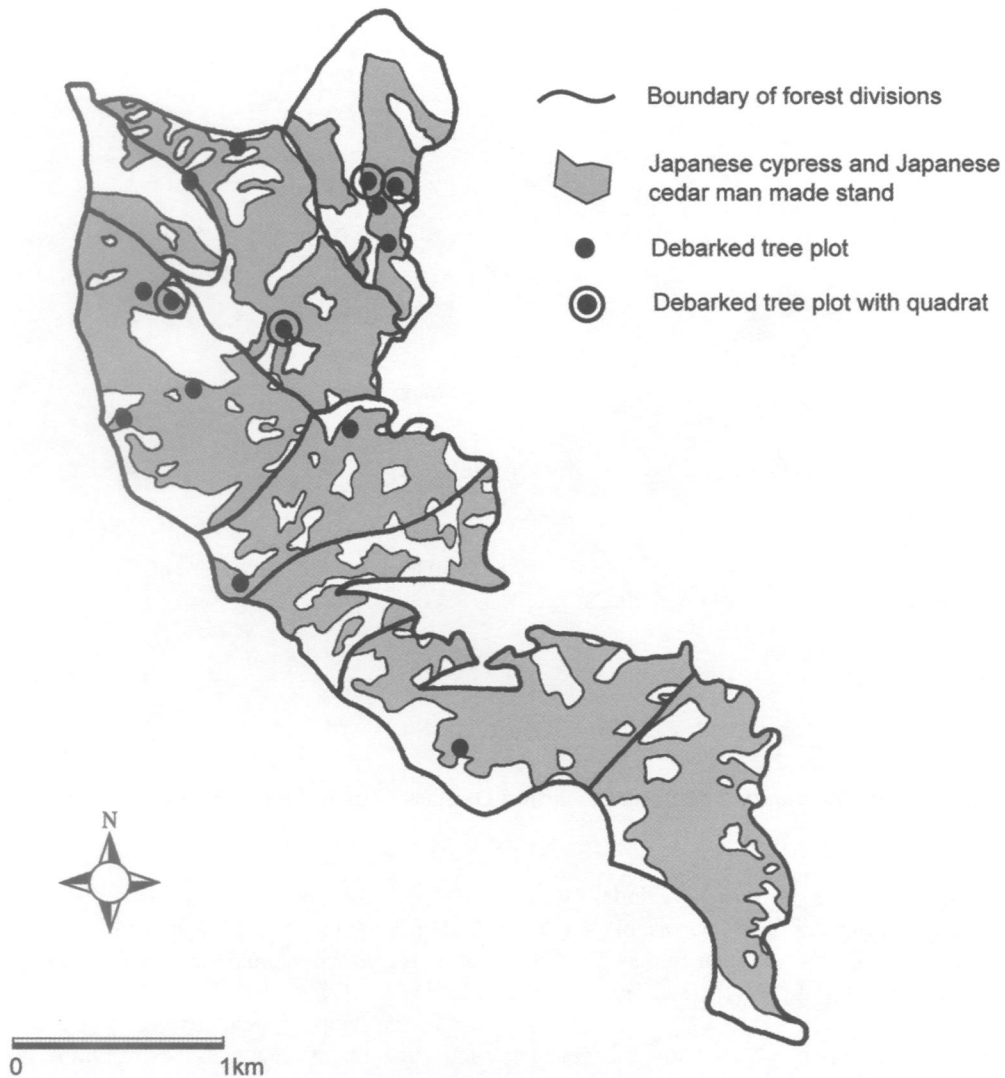 Boundary of forest divisions
Japanese cypress and Japanese
cedar man made stand
Debarked tree plot
Debarked tree plot with quadrat
N
0 1km